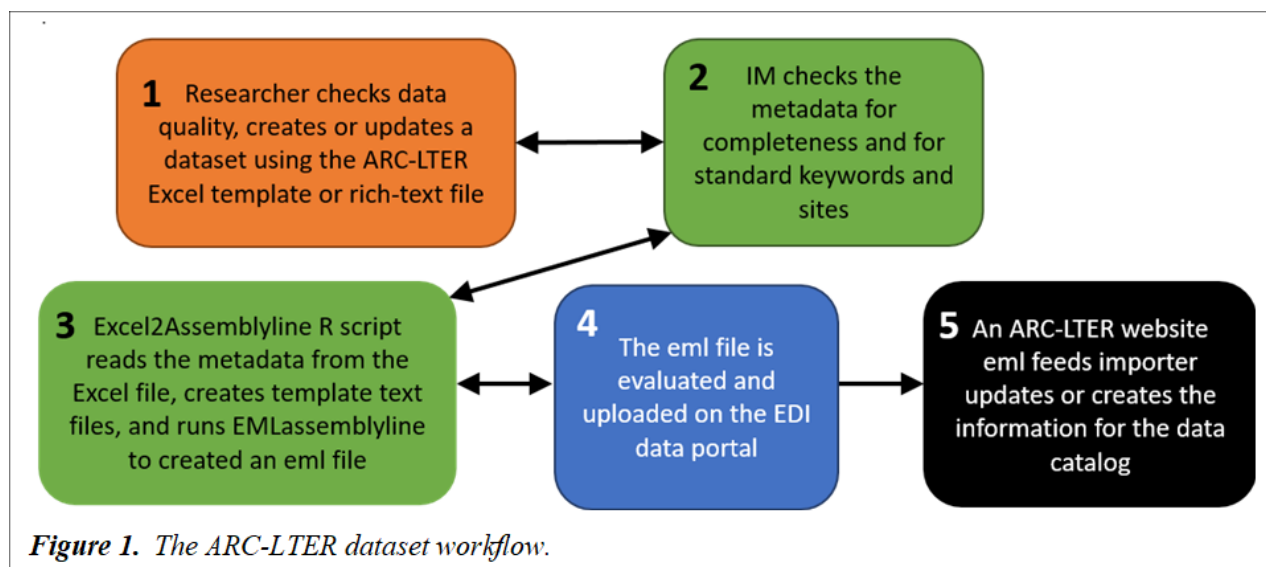 1 Researcher checks data
quality, creates or updates a
dataset using the ARC-LTER
Excel template or rich-text file
2 IM checks the
metadata for
completeness and for
standard keywords and
sites
3 Excel2Assemblyline R script
reads the metadata from the
Excel file, creates template text
files, and runs EMLassemblyline
to created an eml file
4
The eml file is
evaluated and
uploaded on the EDI
data portal
5 An ARC-LTER website
eml feeds importer
updates or creates the
information for the data
catalog
Figure 1. The ARC-LTER dataset workflow.